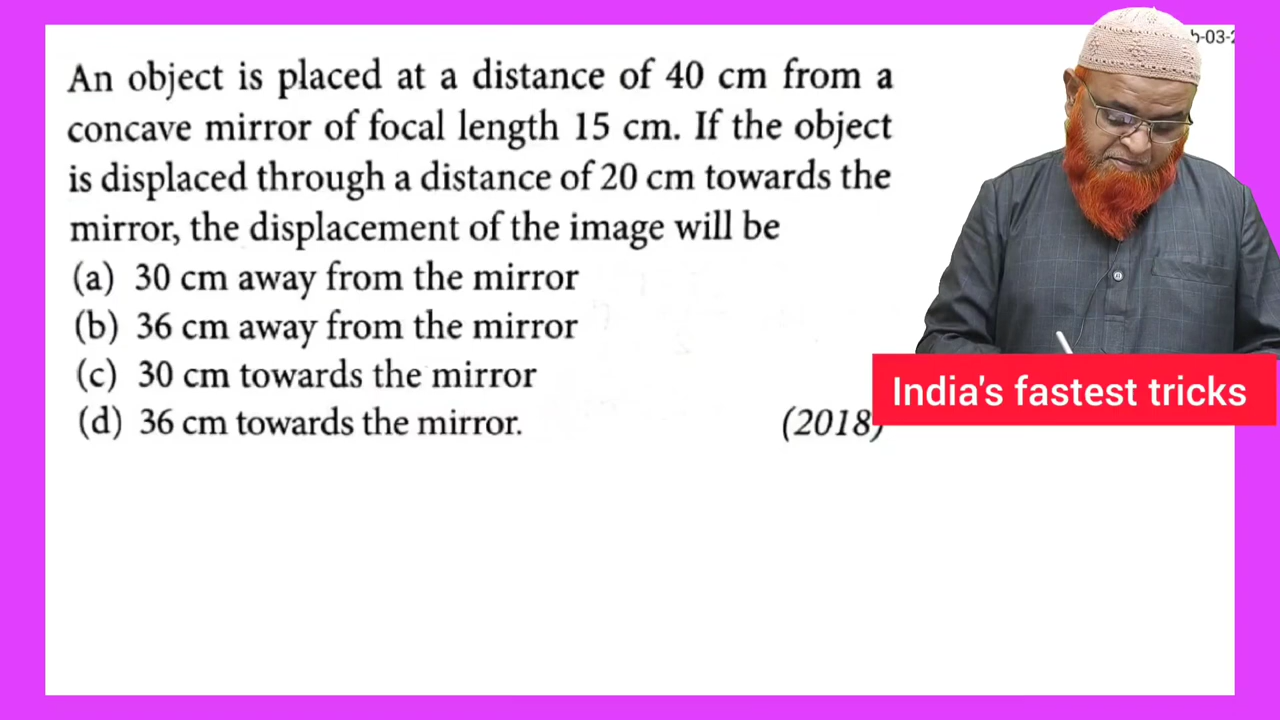 An object is placed at a distance of 40 cm from a
concave mirror of focal length 15 cm. If the object
is displaced through a distance of 20 cm towards the
mirror, the displacement of the image will be
(a) 30 cm away from the mirror
(b) 36 cm away from the mirror
(c) 30 cm towards the mirror
(d) 36 cm towards the mirror.
(2018)
India's fastest tricks